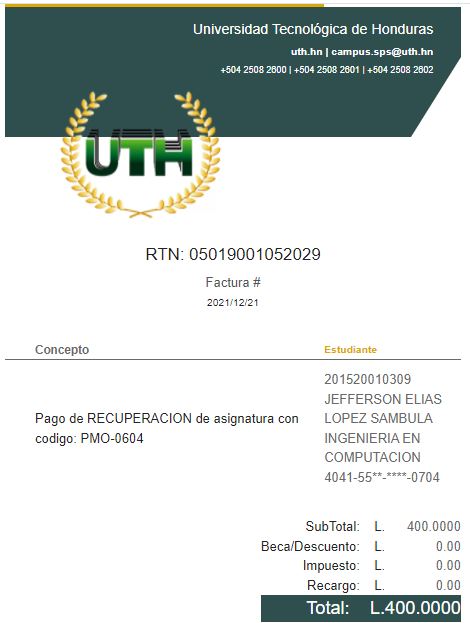 Universidad Tecnológica de Honduras
uth.hn | campus.sps@uth.hn
+504 2508 2600 | +504 2508 2601 | +504 2508 2602
UTH
RTN: 05019001052029
Factura #
2021/12/21
Concepto Estudiante
201520010309
JEFFERSON ELIAS
Pago de RECUPERACION de asignatura con LOPEZ SAMBULA
codigo: PMO-0604 INGENIERIA EN
COMPUTACION
4041-55**-****-0704
SubTotal: L. 400.0000
Beca/Descuento: L. 0.00
Impuesto: L. 0.00
Recargo: L. 0.00
Total: L.400.0000